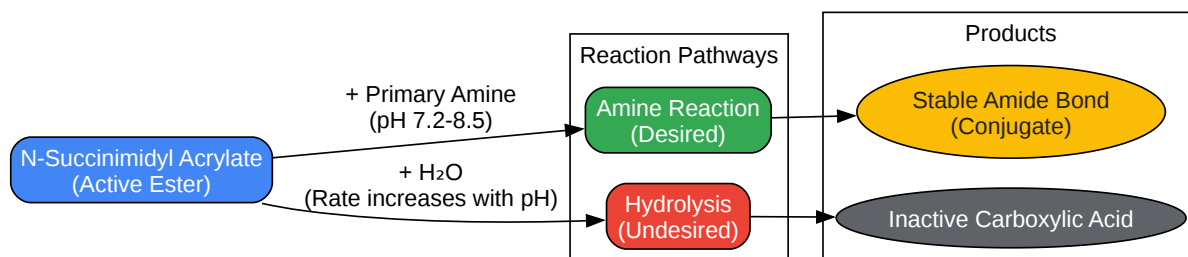 N-Succinimidyl Acrylate
(Active Ester)
+ Primary Amine
(pH 7.2-8.5)
+ H₂O
(Rate increases with pH)
Reaction Pathways
Amine Reaction
(Desired)
Hydrolysis
(Undesired)
Products
Stable Amide Bond
(Conjugate)
Inactive Carboxylic Acid